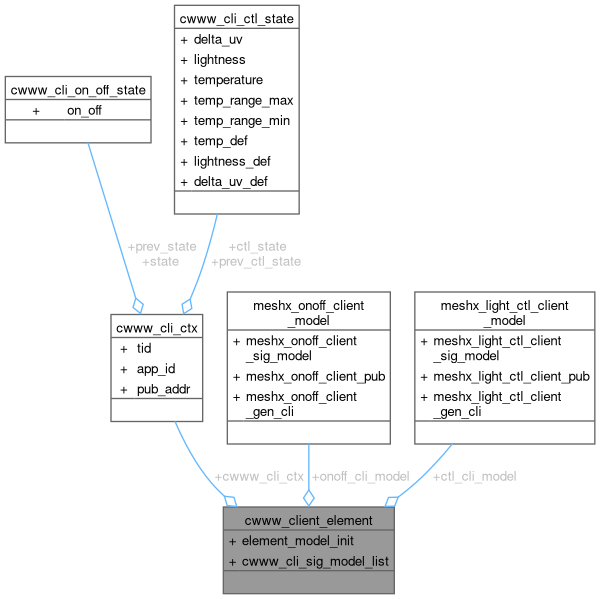 cwww_cli_ctl_state
+ delta_uv
+ lightness
+ temperature
+ temp_range_max
+ temp_range_min
+ temp_def
+ lightness_def
+ delta_uv_def
cwww_cli_on_off_state
+ on_off
+prev_state
+state
+ctl_state
+prev_ctl_state
cwww_cli_ctx
+ tid
+ app_id
+ pub_addr
meshx_onoff_client
_model
+ meshx_onoff_client
_sig_model
+ meshx_onoff_client_pub
+ meshx_onoff_client
_gen_cli
meshx_light_ctl_client
_model
+ meshx_light_ctl_client
_sig_model
+ meshx_light_ctl_client_pub
+ meshx_light_ctl_client
_gen_cli
+cwww_cli_ctx
+onoff_cli_model
+ctl_cli_model
cwww_client_element
+ element_model_init
+ cwww_cli_sig_model_list